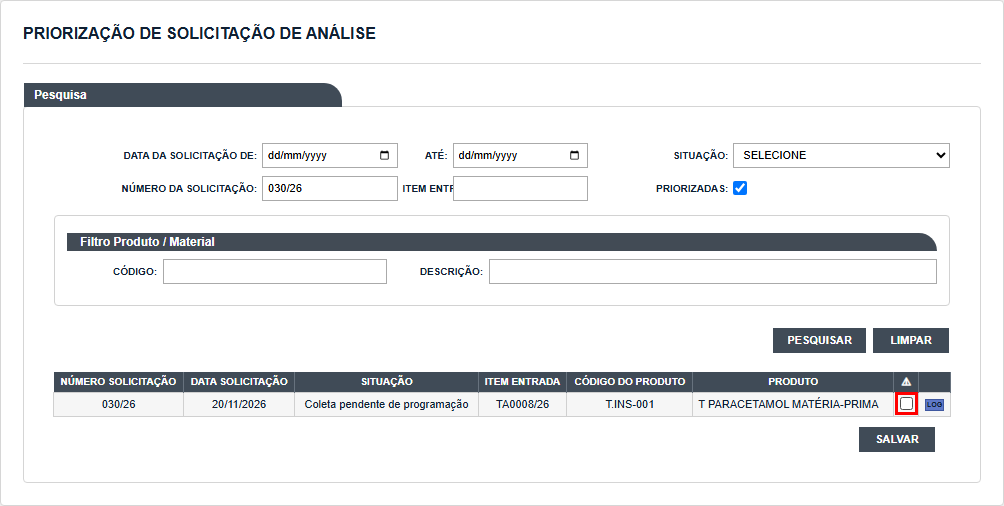 PRIORIZAÇÃO DE SOLICITAÇÃO DE ANÁLISE
Pesquisa
DATA DA SOLICITAÇÃO DE: dd/mm/yyyy ATÉ: dd/mm/yyyy SITUAÇÃO: SELECIONE
NÚMERO DA SOLICITAÇÃO: 030/26 ITEM ENTR PRIORIZADAS:
Filtro Produto / Material
CÓDIGO: DESCRIÇÃO:
PESQUISAR LIMPAR
NÚMERO SOLICITAÇÃO DATA SOLICITAÇÃO SITUAÇÃO ITEM ENTRADA CÓDIGO DO PRODUTO PRODUTO
030/26 20/11/2026 Coleta pendente de programação TA0008/26 T.INS-001 T PARACETAMOL MATÉRIA-PRIMA LOG
SALVAR